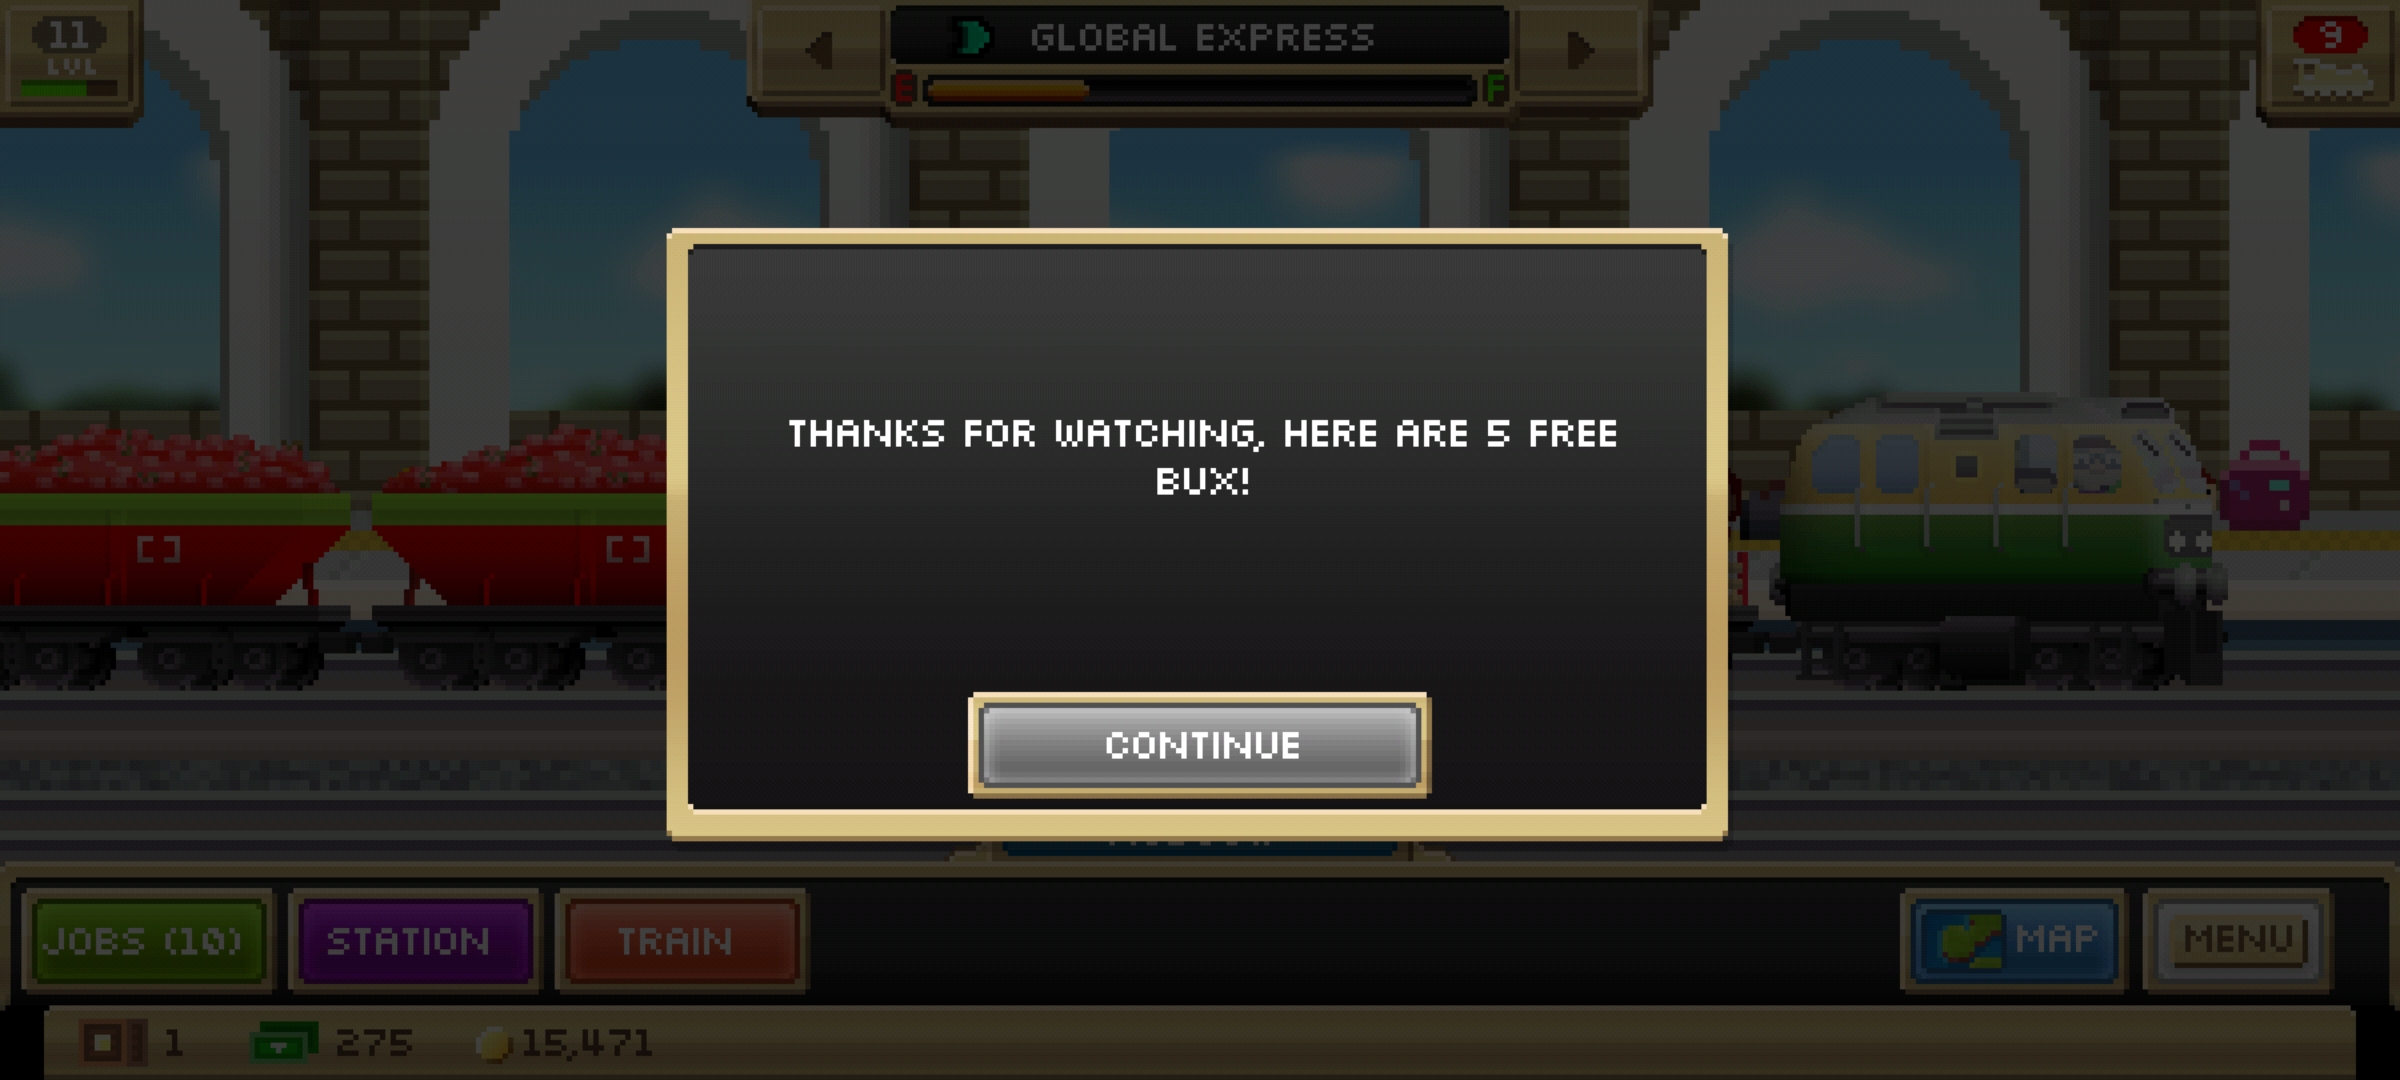 11
LVL
GLOBAL EXPRESS
E F
9
THANKS FOR WATCHING, HERE ARE 5 FREE
BUX!
CONTINUE
JOBS (10) STATION TRAIN MAP MENU
1 275 15,471